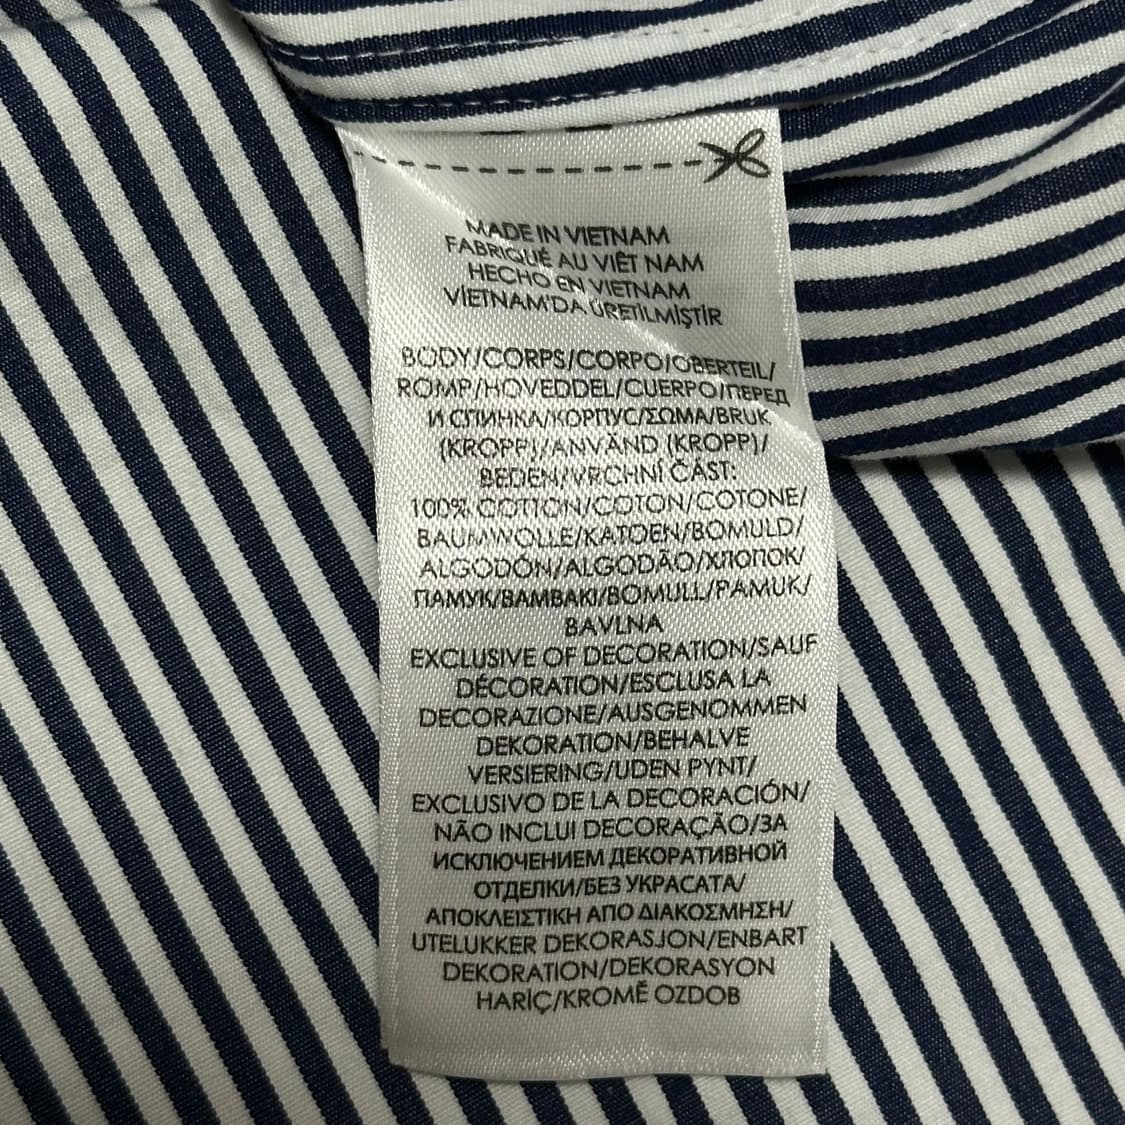 MADE IN VIETNAM
FABRIQUÉ AU VIÊT NAM
HECHO EN VIETNAM
VİETNAM'DA ÜRETİLMİŞTİR
BODY/CORPS/CORPO/OBERTEIL/
ROMP/HOVEDDEL/CUERPO/ПЕРЕД
И СПИНКА/КОРПУС/ΣΩΜΑ/BRUK
(KROPP)/ANVÄND (KROPP)/
BEDEN/VRCHNÍ ČÁST:
100% COTTON/COTON/COTONE/
BAUMWOLLE/KATOEN/BOMULD/
ALGODÓN/ALGODÃO/ХЛОПОК/
ПАМУК/BAMBAKI/BOMULL/PAMUK/
BAVLNA
EXCLUSIVE OF DECORATION/SAUF
DÉCORATION/ESCLUSA LA
DECORAZIONE/AUSGENOMMEN
DEKORATION/BEHALVE
VERSIERING/UDEN PYNT/
EXCLUSIVO DE LA DECORACIÓN/
NÃO INCLUI DECORAÇÃO/ЗА
ИСКЛЮЧЕНИЕМ ДЕКОРАТИВНОЙ
ОТДЕЛКИ/БЕЗ УКРАСАТА/
ΑΠΟΚΛΕΙΣΤΙΚΗ ΑΠΟ ΔΙΑΚΟΣΜΗΣΗ/
UTELUKKER DEKORASJON/ENBART
DEKORATION/DEKORASYON
HARİÇ/KROMĚ OZDOB